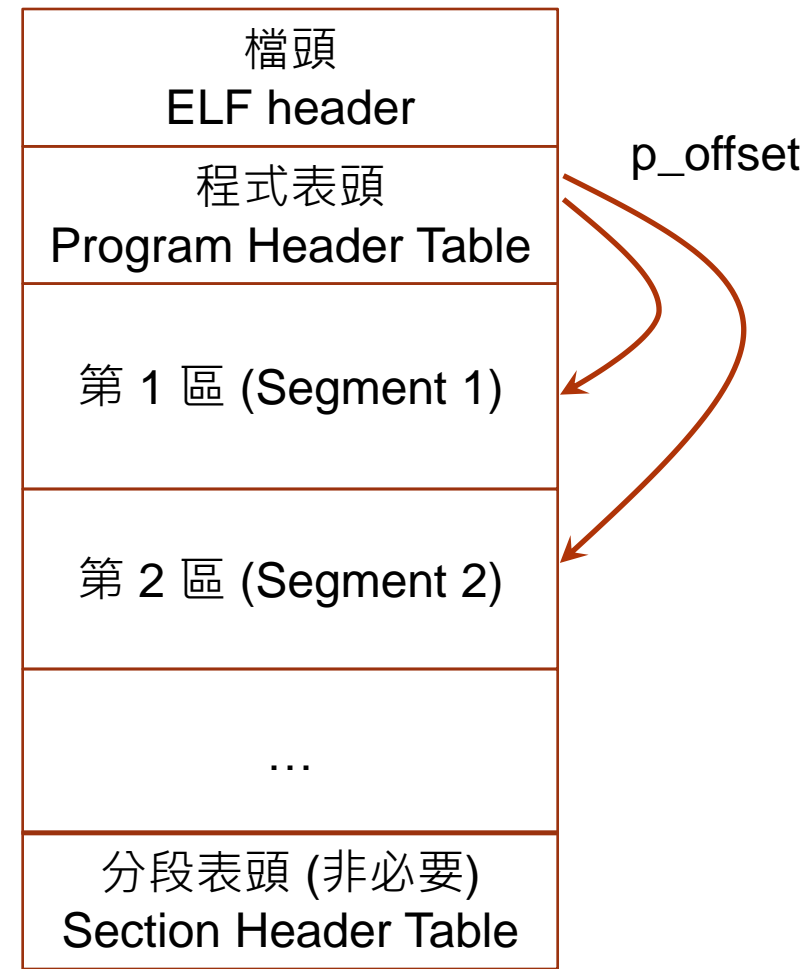 檔頭
ELF header
p_offset
程式表頭
Program Header Table
第 1 區 (Segment 1)
第 2 區 (Segment 2)
…
分段表頭 (非必要)
Section Header Table